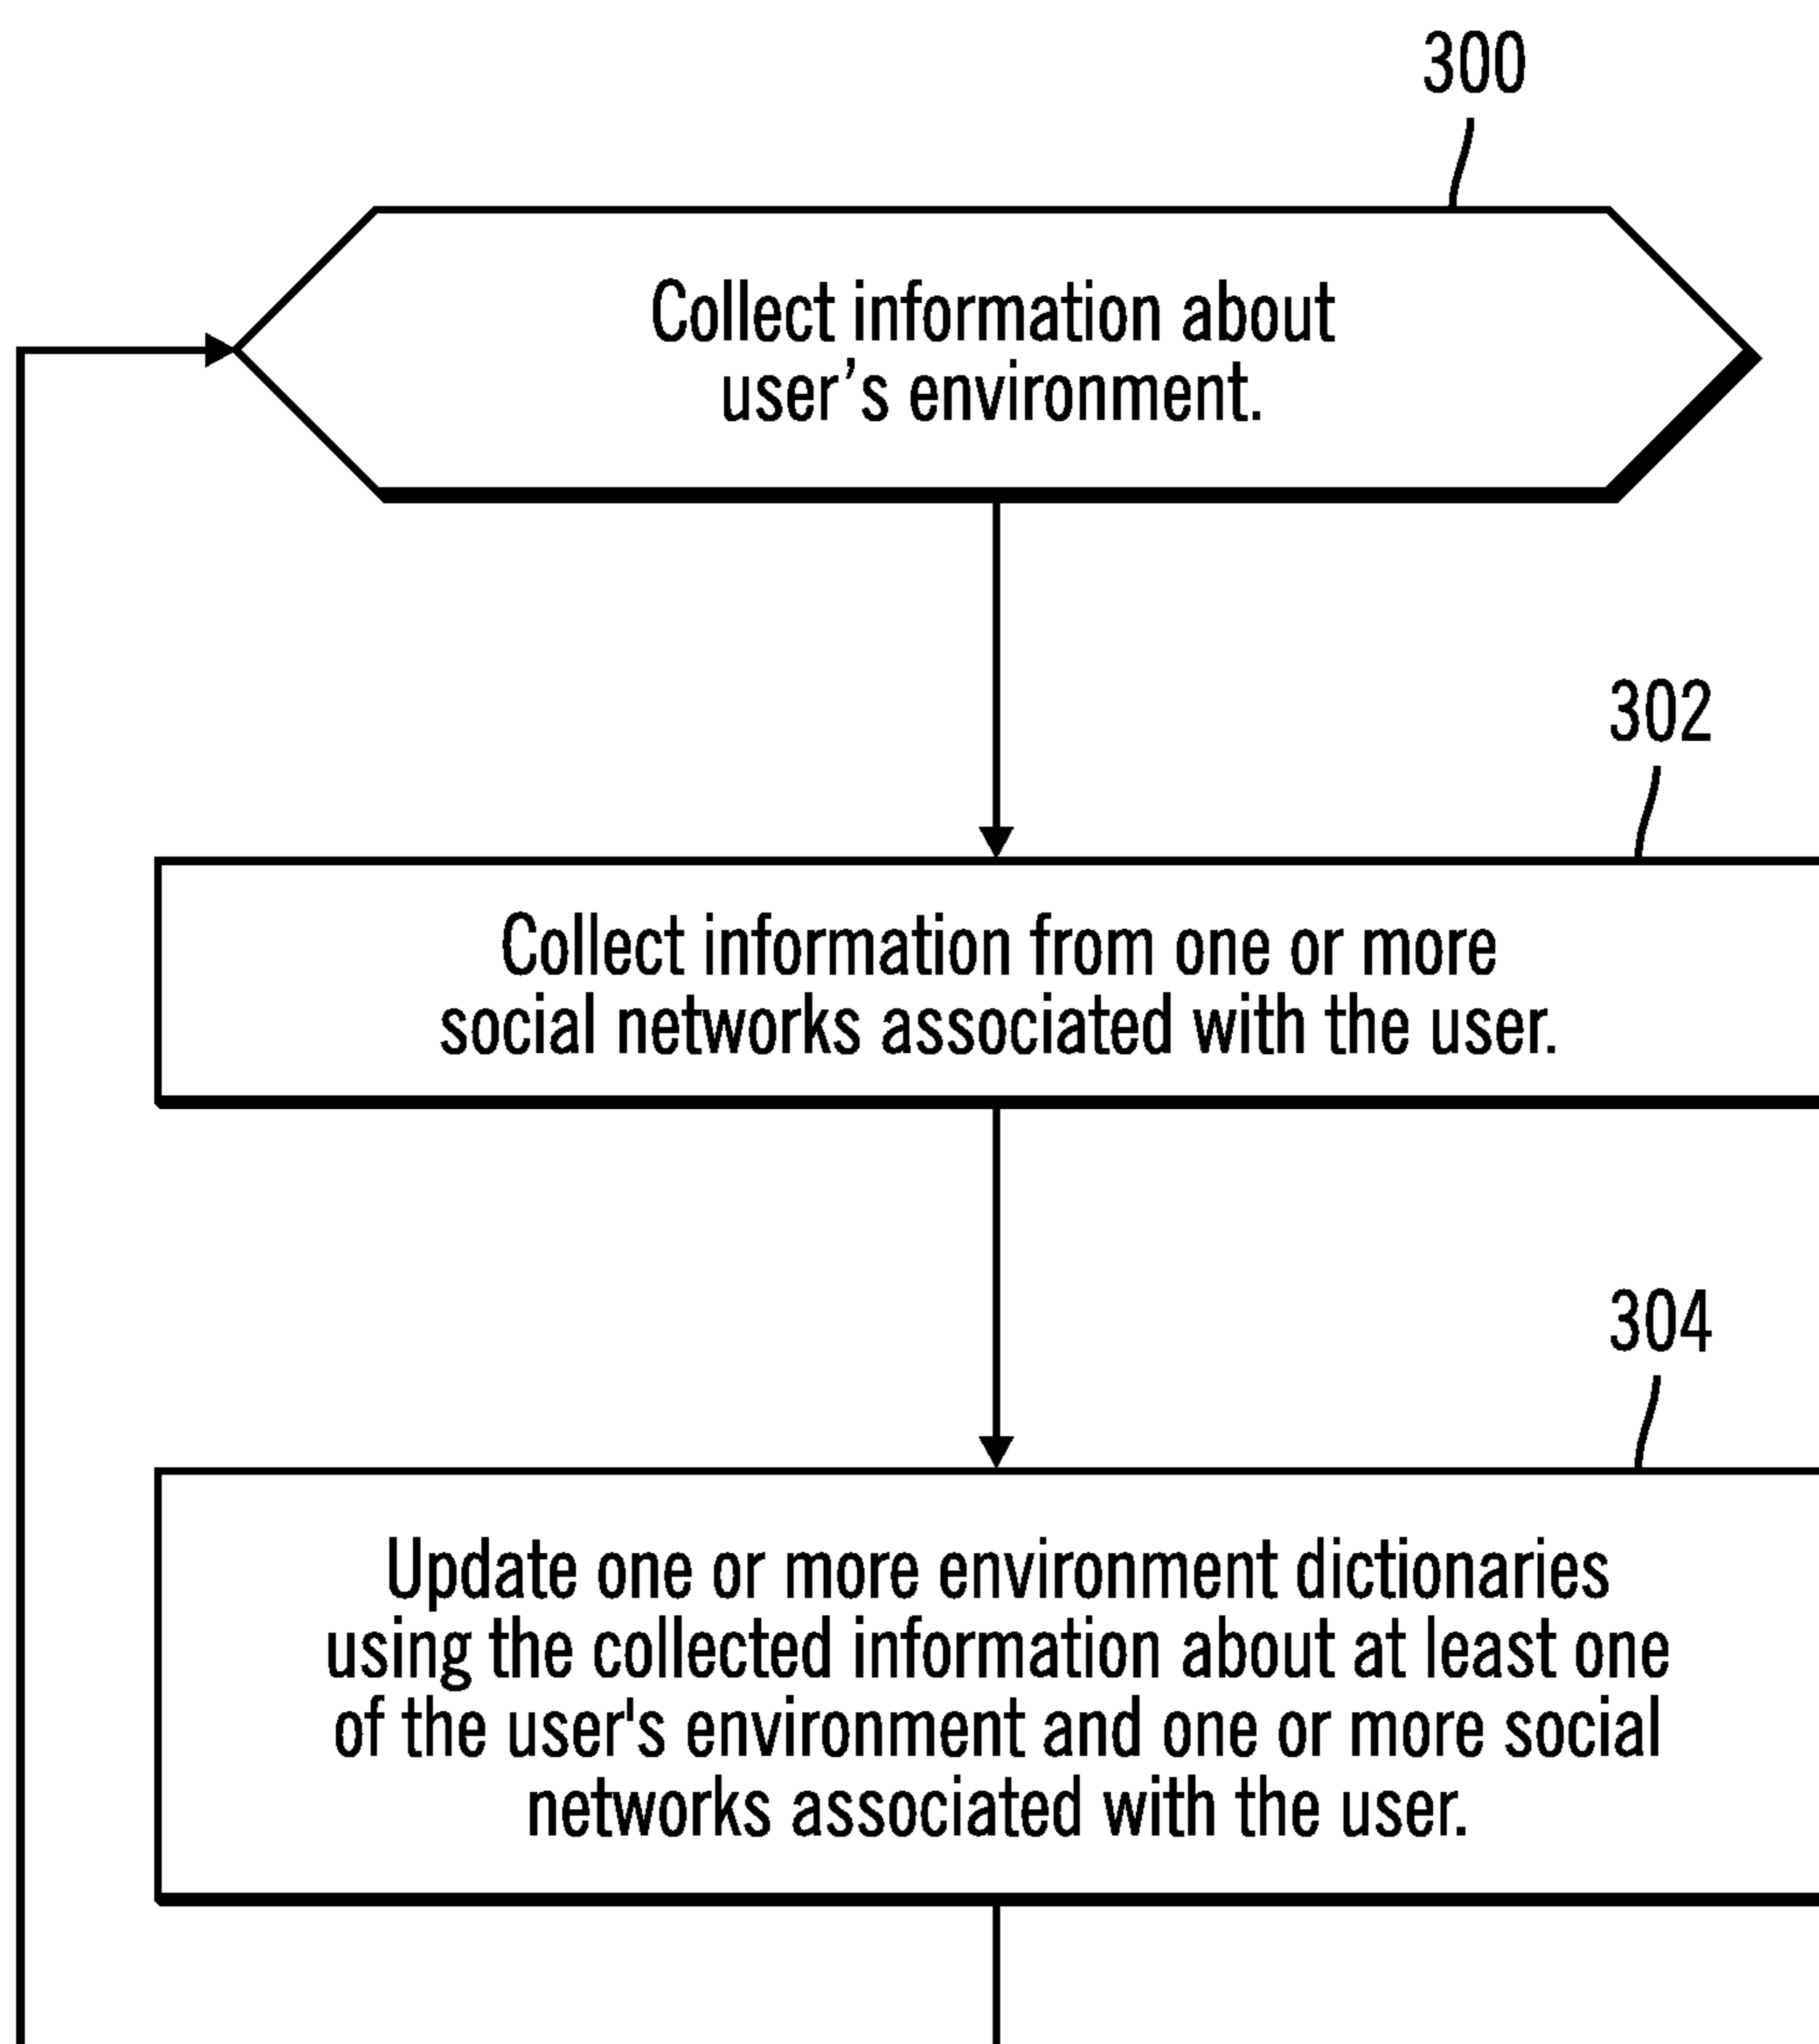 300
Collect information about
user’s environment.
302
Collect information from one or more
social networks associated with the user.
304
Update one or more environment dictionaries
using the collected information about at least one
of the user's environment and one or more social
networks associated with the user.